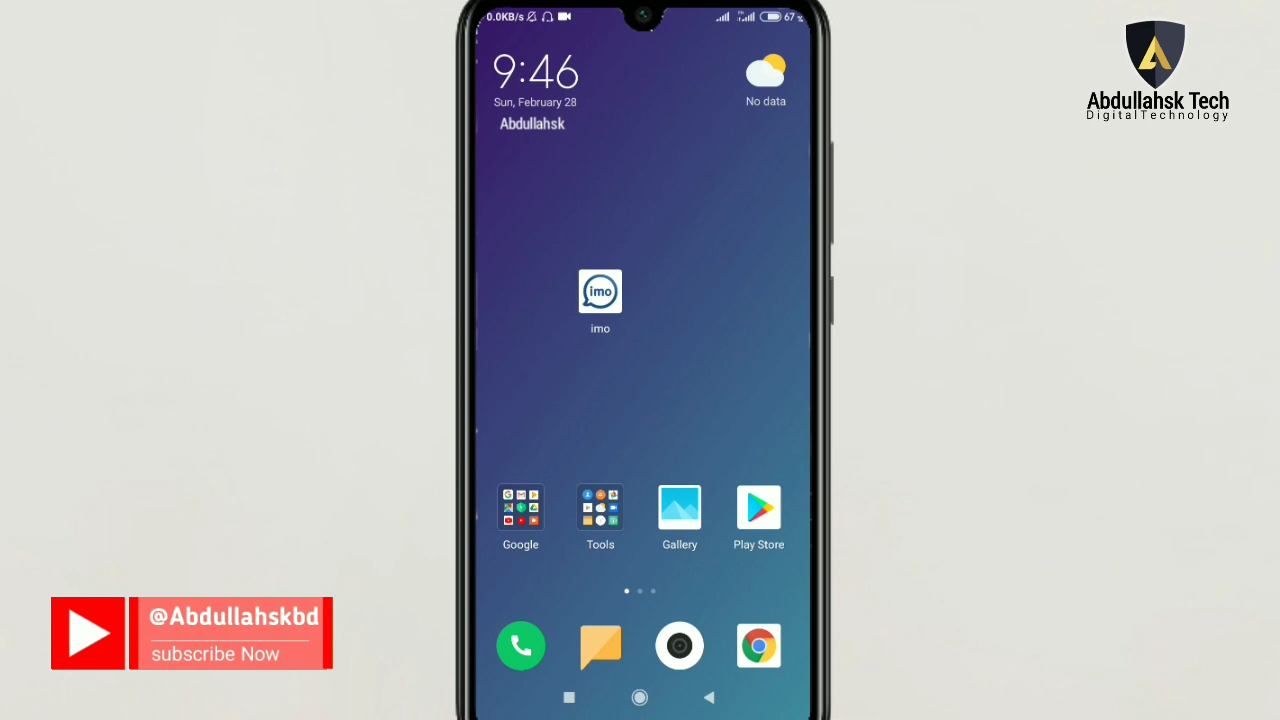 0.0KB/s
67
9:46
Sun, February 28
Abdullahsk
No data
Abdullahsk Tech
DigitalTechnology
imo
imo
Google
Tools
Gallery
Play Store
@Abdullahskbd
subscribe Now